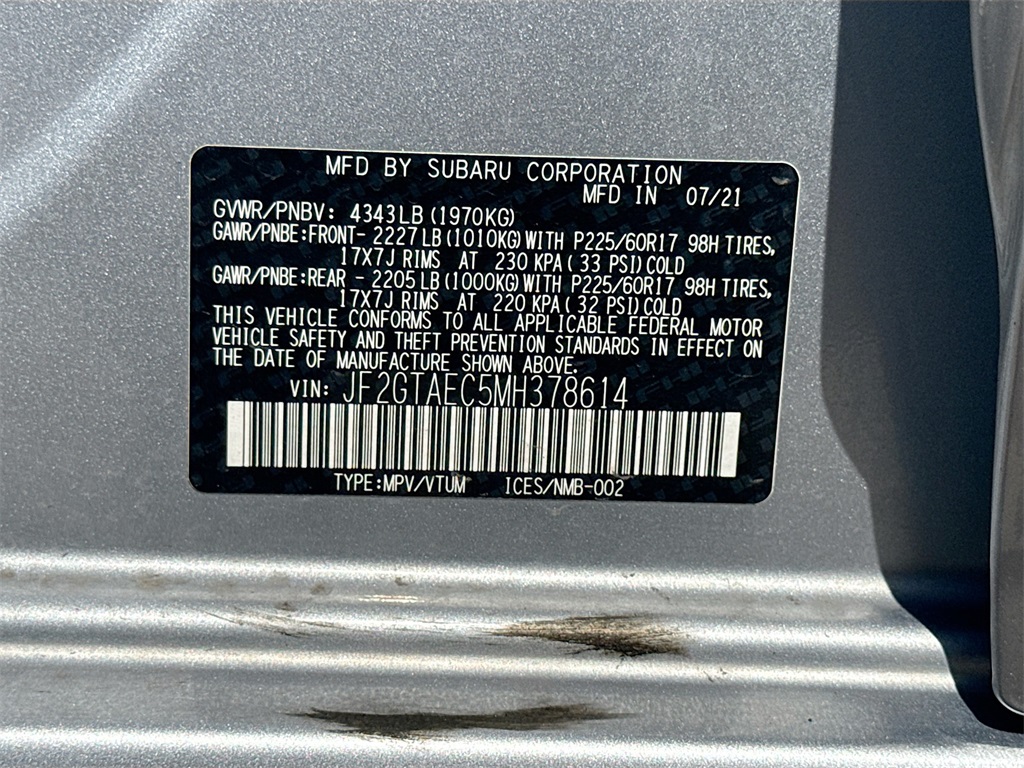 MFD BY SUBARU CORPORATION
MFD IN 07/21
GVWR/PNBV: 4343LB (1970KG)
GAWR/PNBE:FRONT- 2227LB(1010KG)WITH P225/60R17 98H TIRES,
17X7J RIMS AT 230 KPA( 33 PSI)COLD
GAWR/PNBE:REAR - 2205LB(1000KG)WITH P225/60R17 98H TIRES,
17X7J RIMS AT 220 KPA( 32 PSI)COLD
THIS VEHICLE CONFORMS TO ALL APPLICABLE FEDERAL MOTOR
VEHICLE SAFETY AND THEFT PREVENTION STANDARDS IN EFFECT ON
THE DATE OF MANUFACTURE SHOWN ABOVE.
VIN: JF2GTAEC5MH378614
TYPE:MPV/VTUM ICES/NMB-002